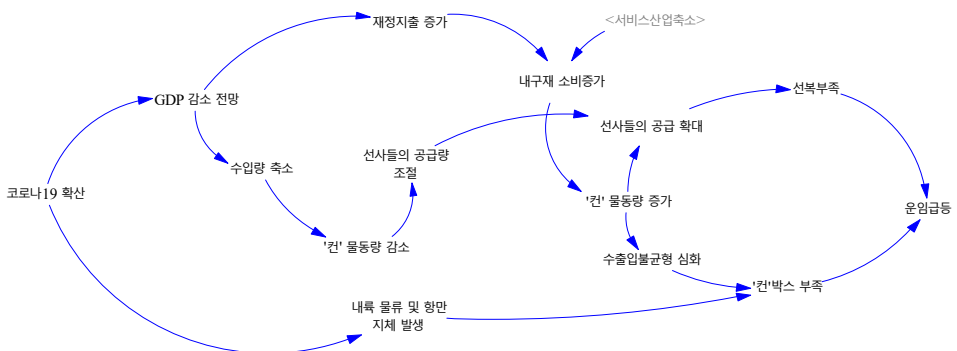 재정지출 증가
<서비스산업축소>
내구재 소비증가
GDP 감소 전망
선복부족
선사들의 공급 확대
선사들의 공급량
조절
수입량 축소
코로나19 확산
'컨' 물동량 증가
운임급등
'컨' 물동량 감소
수출입불균형 심화
'컨'박스 부족
내륙 물류 및 항만
지체 발생